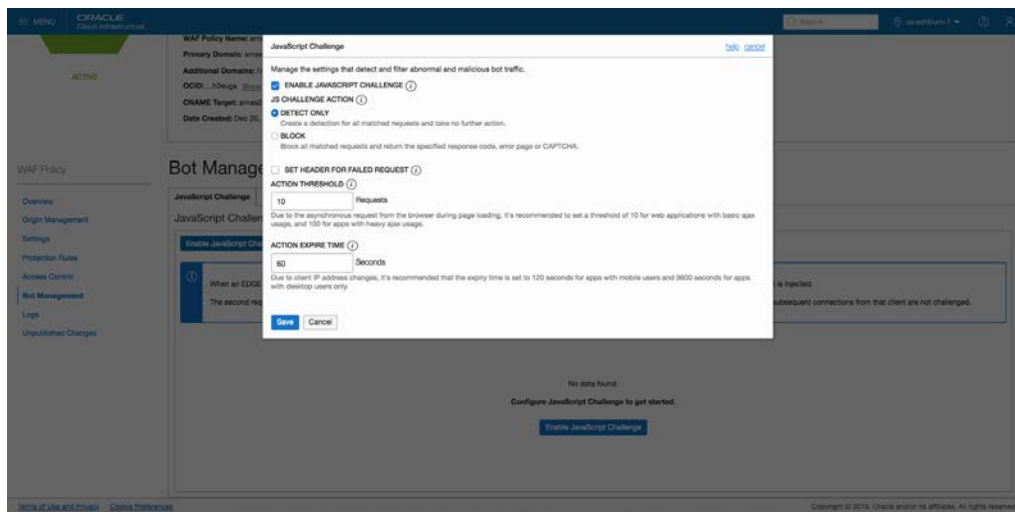 MENU
ORACLE
Cloud Infrastructure
Search
us-ashburn-1
ACTIVE
WAF Policy Name:
Primary Domain:
Additional Domains:
OCID: ...h3suga Show
CNAME Target:
Date Created: Dec 20,
JavaScript Challenge
help cancel
Manage the settings that detect and filter abnormal and malicious bot traffic.
ENABLE JAVASCRIPT CHALLENGE
JS CHALLENGE ACTION
DETECT ONLY
Create a detection for all matched requests and take no further action.
BLOCK
Block all matched requests and return the specified response code, error page or CAPTCHA.
SET HEADER FOR FAILED REQUEST
ACTION THRESHOLD
10 Requests
Due to the asynchronous request from the browser during page loading, it's recommended to set a threshold of 10 for web applications with basic ajax
usage, and 100 for apps with heavy ajax usage.
ACTION EXPIRE TIME
60 Seconds
Due to client IP address changes, it's recommended that the expiry time is set to 120 seconds for apps with mobile users and 3600 seconds for apps
with desktop users only.
Save Cancel
WAF Policy
Overview
Origin Management
Settings
Protection Rules
Access Control
Bot Management
Logs
Unpublished Changes
Bot Manage
JavaScript Challenge
JavaScript Challen
Enable JavaScript Cha
When an EDGE
is injected.
The second req
subsequent connections from that client are not challenged.
No data found.
Configure JavaScript Challenge to get started.
Enable JavaScript Challenge
Terms of Use and Privacy Cookie Preferences
Copyright © 2019, Oracle and/or its affiliates. All rights reserved.